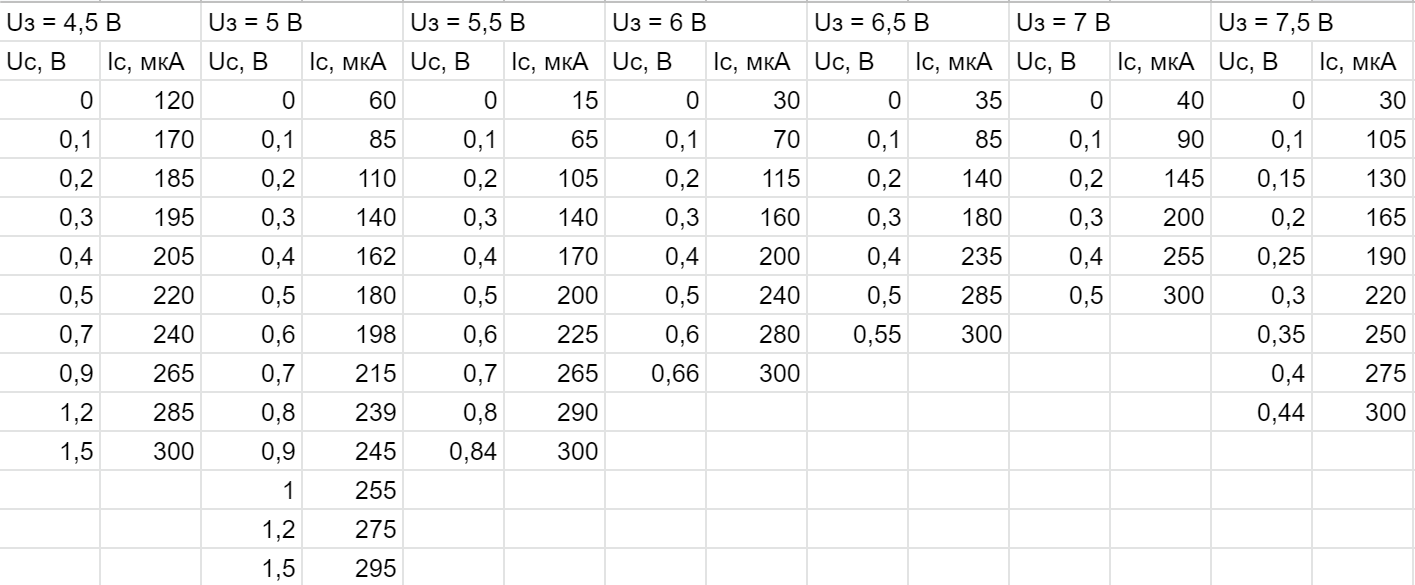 Uз = 4,5 В Uз = 5 В Uз = 5,5 В Uз = 6 В Uз = 6,5 В Uз = 7 В Uз = 7,5 В
Uc, В Ic, мкА Uc, В Ic, мкА Uc, В Ic, мкА Uc, В Ic, мкА Uc, В Ic, мкА Uc, В Ic, мкА Uc, В Ic, мкА
0 120 0 60 0 15 0 30 0 35 0 40 0 30
0,1 170 0,1 85 0,1 65 0,1 70 0,1 85 0,1 90 0,1 105
0,2 185 0,2 110 0,2 105 0,2 115 0,2 140 0,2 145 0,15 130
0,3 195 0,3 140 0,3 140 0,3 160 0,3 180 0,3 200 0,2 165
0,4 205 0,4 162 0,4 170 0,4 200 0,4 235 0,4 255 0,25 190
0,5 220 0,5 180 0,5 200 0,5 240 0,5 285 0,5 300 0,3 220
0,7 240 0,6 198 0,6 225 0,6 280 0,55 300 0,35 250
0,9 265 0,7 215 0,7 265 0,66 300 0,4 275
1,2 285 0,8 239 0,8 290 0,44 300
1,5 300 0,9 245 0,84 300
1 255
1,2 275
1,5 295